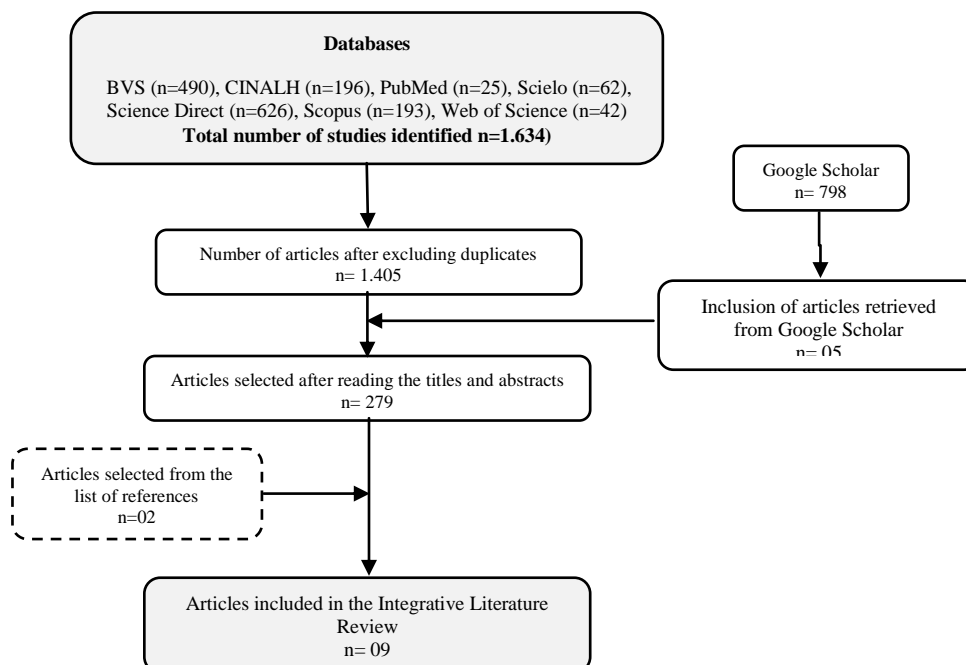 Databases
BVS (n=490), CINALH (n=196), PubMed (n=25), Scielo (n=62),
Science Direct (n=626), Scopus (n=193), Web of Science (n=42)
Total number of studies identified n=1.634)
Google Scholar
n= 798
Number of articles after excluding duplicates
n= 1.405
Inclusion of articles retrieved
from Google Scholar
n= 05
Articles selected after reading the titles and abstracts
n= 279
Articles selected from the
list of references
n=02
Articles included in the Integrative Literature
Review
n= 09